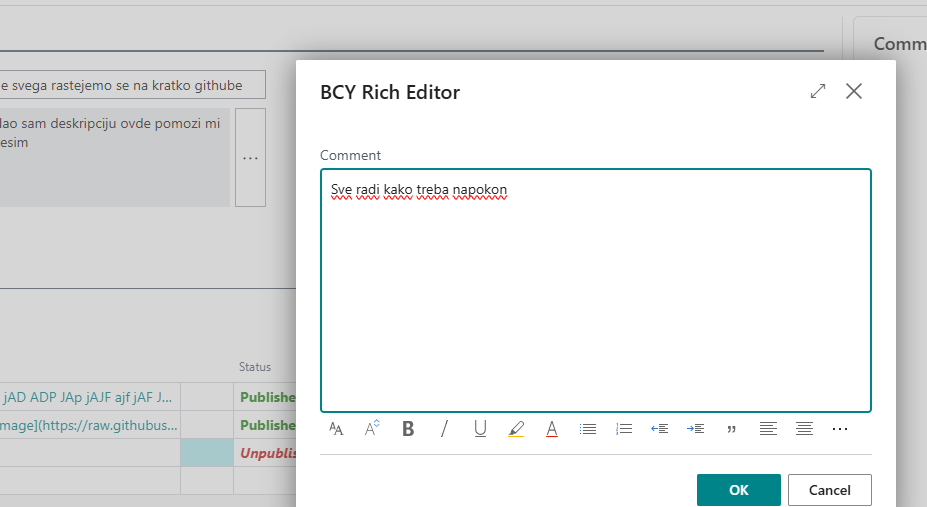 Comm
e svega rastejemo se na kratko githube
BCY Rich Editor
dao sam deskripciju ovde pomozi mi
esim
...
Comment
Sve radi kako treba napokon
Status
jAD ADP JAp jAJF ajf jAF J...
Publishe
mage](https://raw.githubus...
Publishe
Unpublis
B
I
U
A
OK
Cancel